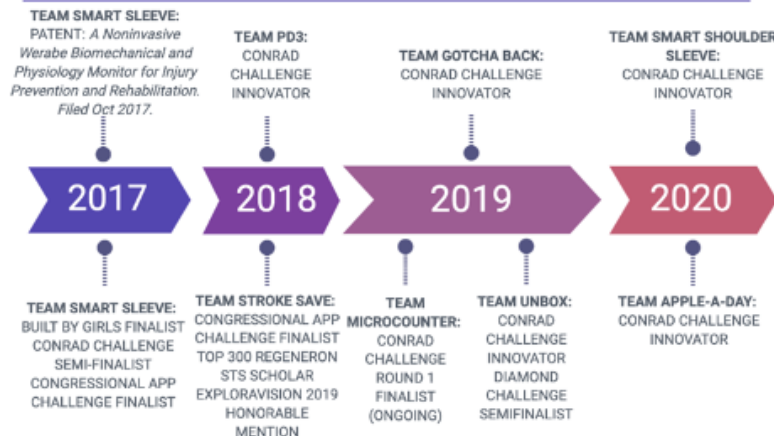 TEAM SMART SLEEVE:
PATENT: A Noninvasive
Werabe Biomechanical and
Physiology Monitor for Injury
Prevention and Rehabilitation.
Filed Oct 2017.
TEAM PD3:
CONRAD
CHALLENGE
INNOVATOR
TEAM GOTCHA BACK:
CONRAD CHALLENGE
INNOVATOR
TEAM SMART SHOULDER
SLEEVE:
CONRAD CHALLENGE
INNOVATOR
2017
2018
2019
2020
TEAM SMART SLEEVE:
BUILT BY GIRLS FINALIST
CONRAD CHALLENGE
SEMI-FINALIST
CONGRESSIONAL APP
CHALLENGE FINALIST
TEAM STROKE SAVE:
CONGRESSIONAL APP
CHALLENGE FINALIST
TOP 300 REGENERON
STS SCHOLAR
EXPLORAVISION 2019
HONORABLE
MENTION
TEAM
MICROCOUNTER:
CONRAD
CHALLENGE
ROUND 1
FINALIST
(ONGOING)
TEAM UNBOX:
CONRAD
CHALLENGE
INNOVATOR
DIAMOND
CHALLENGE
SEMIFINALIST
TEAM APPLE-A-DAY:
CONRAD CHALLENGE
INNOVATOR